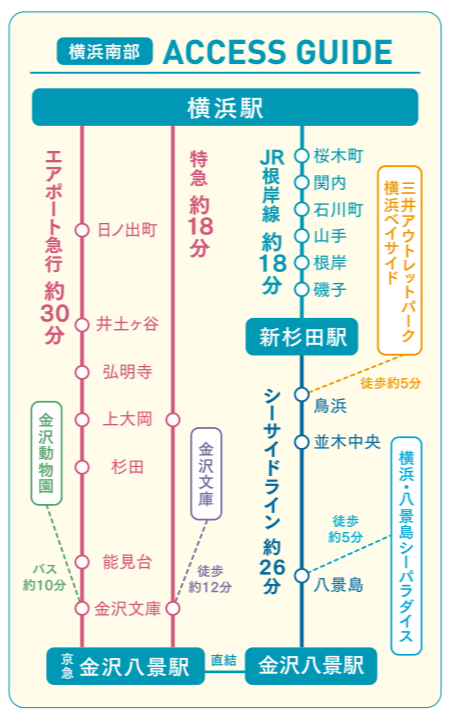 横浜南部 ACCESS GUIDE
横浜駅
エアポート急行 約30分
特急 約18分
JR根岸線 約18分
日ノ出町
井土ヶ谷
弘明寺
上大岡
杉田
能見台
金沢文庫
桜木町
関内
石川町
山手
根岸
磯子
新杉田駅
シーサイドライン 約26分
鳥浜
並木中央
八景島
三井アウトレットパーク
横浜ベイサイド
徒歩約5分
横浜・八景島シーパラダイス
徒歩
約5分
金沢動物園
バス
約10分
金沢文庫
徒歩
約12分
京急 金沢八景駅
直結
金沢八景駅